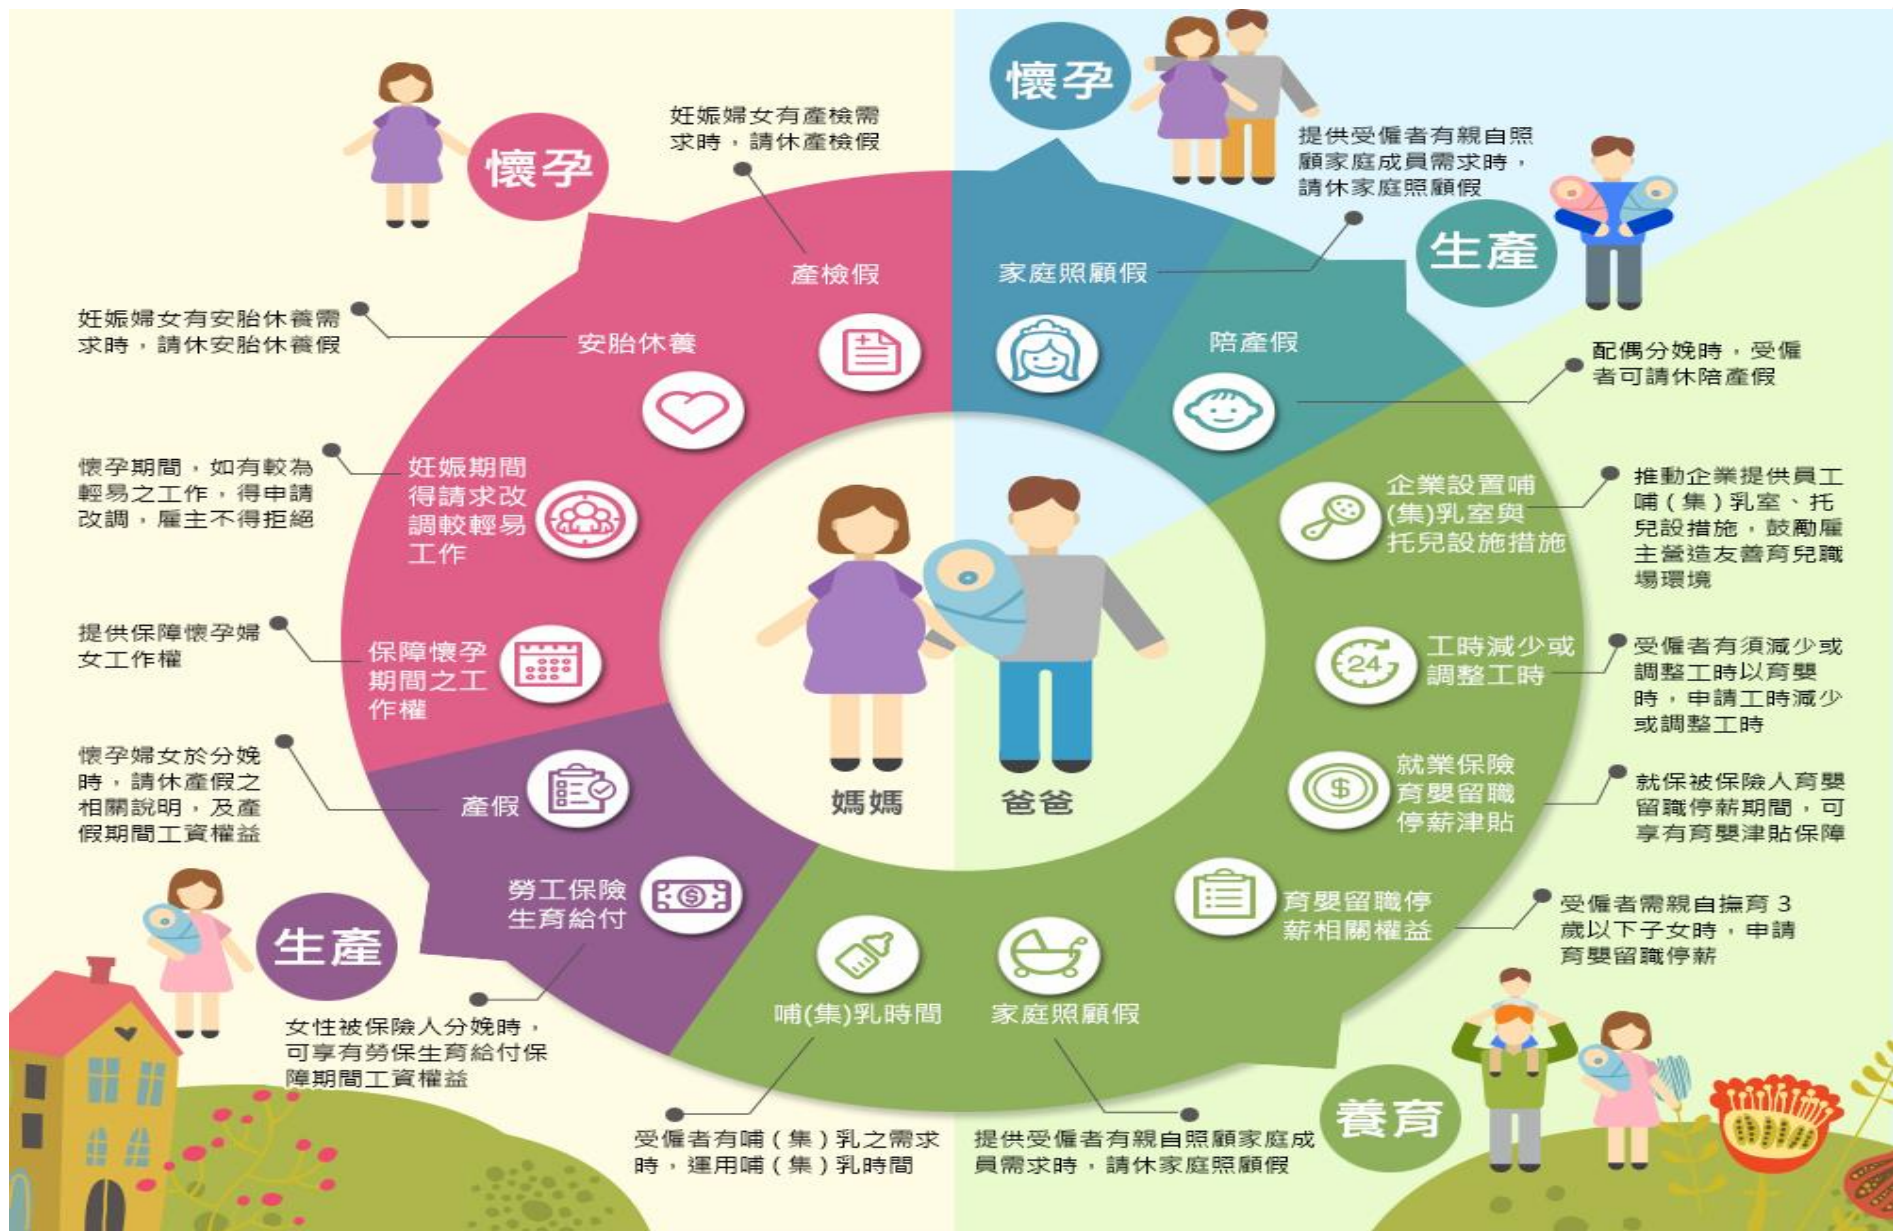 懷孕
妊娠婦女有產檢需
求時，請休產檢假
產檢假
妊娠婦女有安胎休養需
求時，請休安胎休養假
安胎休養
懷孕期間，如有較為
輕易之工作，得申請
改調，雇主不得拒絕
妊娠期間
得請求改
調較輕易
工作
提供保障懷孕婦
女工作權
保障懷孕
期間之工
作權
懷孕婦女於分娩
時，請休產假之
相關說明，及產
假期間工資權益
產假
生產
勞工保險
生育給付
女性被保險人分娩時，
可享有勞保生育給付保
障期間工資權益
懷孕
提供受僱者有親自照
顧家庭成員需求時，
請休家庭照顧假
家庭照顧假
生產
陪產假
配偶分娩時，受僱
者可請休陪產假
企業設置哺
(集)乳室與
托兒設施措施
推動企業提供員工
哺（集）乳室、托
兒設措施，鼓勵雇
主營造友善育兒職
場環境
24
工時減少或
調整工時
受僱者有須減少或
調整工時以育嬰
時，申請工時減少
或調整工時
$
就業保險
育嬰留職
停薪津貼
就保被保險人育嬰
留職停薪期間，可
享有育嬰津貼保障
育嬰留職停
薪相關權益
受僱者需親自撫育 3
歲以下子女時，申請
育嬰留職停薪
媽媽
爸爸
$
哺(集)乳時間
家庭照顧假
受僱者有哺（集）乳之需求
時，運用哺（集）乳時間
提供受僱者有親自照顧家庭成
員需求時，請休家庭照顧假
養育